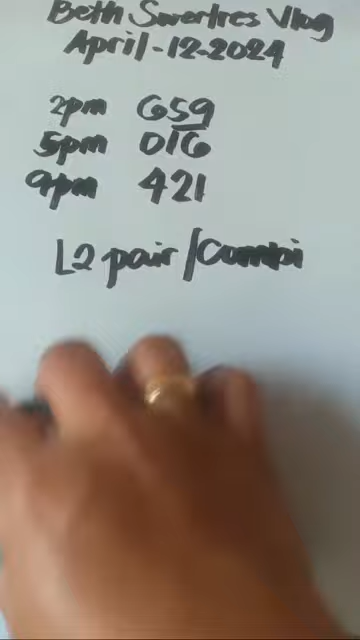 Beth Swertres Vlog
April-12-2024
2pm 659
5pm 016
9pm 421
L2 pair/Combi